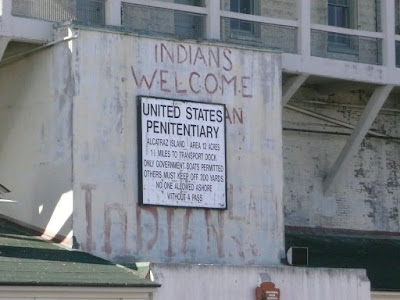 INDIANS
WELCOME
UNITED STATES
PENITENTIARY
ALCATRAZ ISLAND AREA 12 ACRES
1½ MILES TO TRANSPORT DOCK
ONLY GOVERNMENT BOATS PERMITTED
OTHERS MUST KEEP OFF 200 YARDS
NO ONE ALLOWED ASHORE
WITHOUT A PASS
INDIAN LA